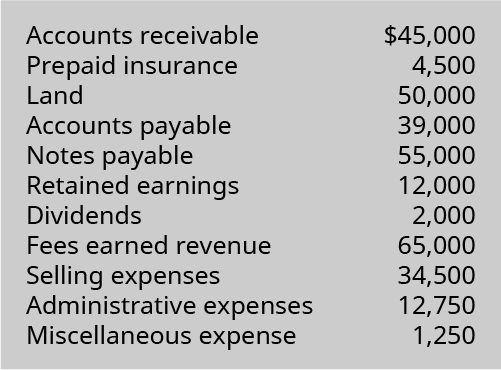 Accounts receivable $45,000
Prepaid insurance 4,500
Land 50,000
Accounts payable 39,000
Notes payable 55,000
Retained earnings 12,000
Dividends 2,000
Fees earned revenue 65,000
Selling expenses 34,500
Administrative expenses 12,750
Miscellaneous expense 1,250